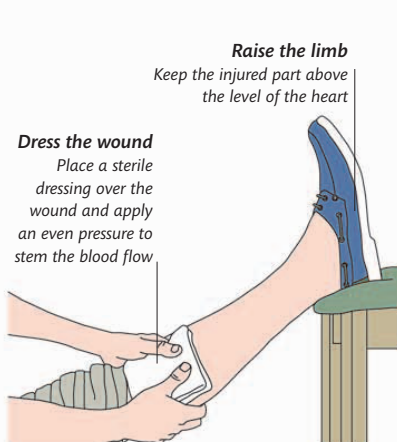 Raise the limb
Keep the injured part above
the level of the heart
Dress the wound
Place a sterile
dressing over the
wound and apply
an even pressure to
stem the blood flow